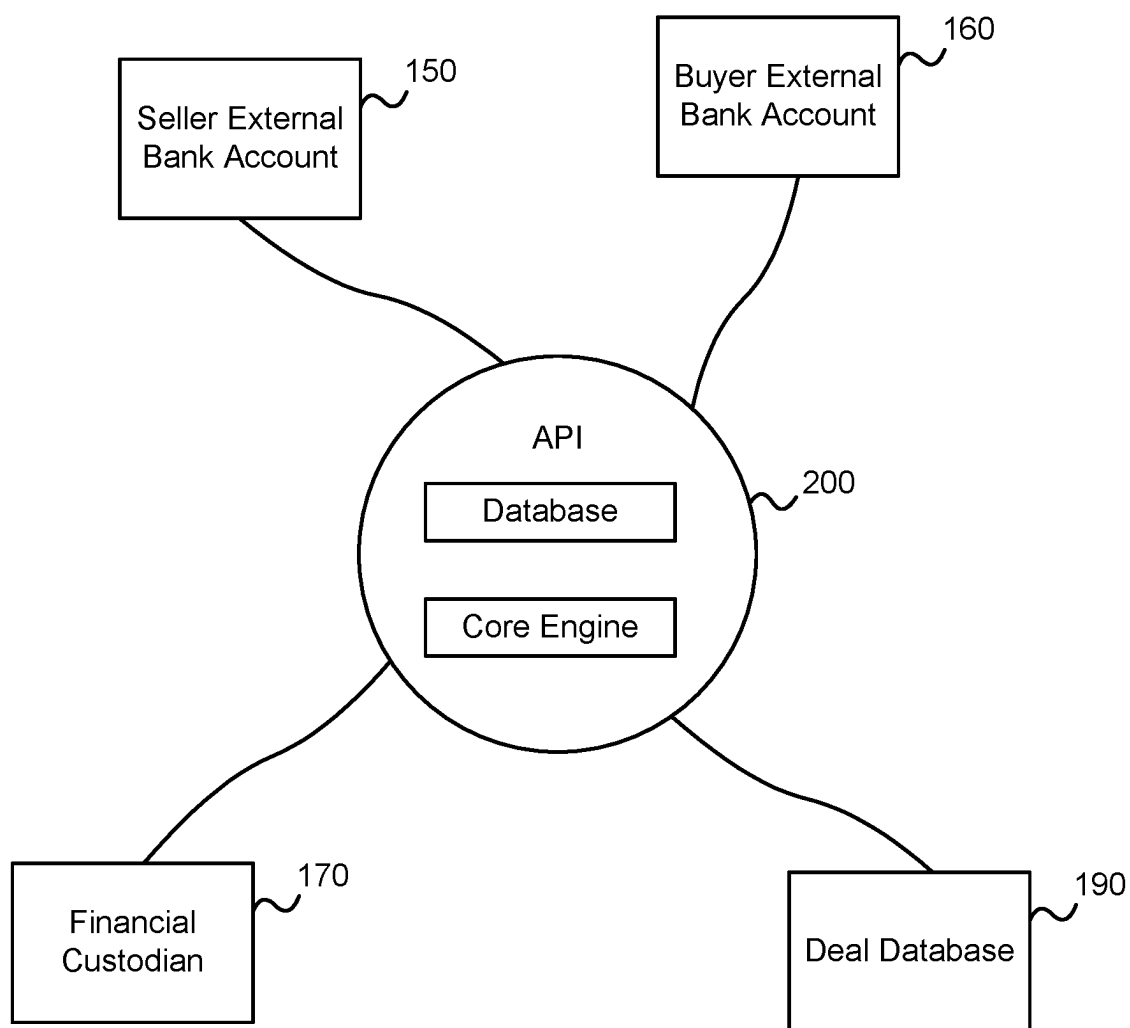 160
Buyer External
Bank Account
150
Seller External
Bank Account
API
200
Database
Core Engine
170
Financial
Custodian
190
Deal Database